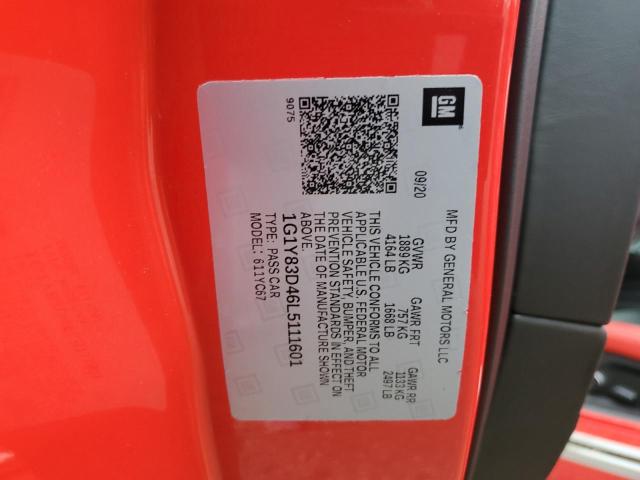 GM
MFD BY GENERAL MOTORS LLC
09/20
GVWR GAWR FRT GAWR RR
1889 KG 757 KG 1133 KG
4164 LB 1668 LB 2497 LB
THIS VEHICLE CONFORMS TO ALL
APPLICABLE U.S. FEDERAL MOTOR
VEHICLE SAFETY, BUMPER, AND THEFT
PREVENTION STANDARDS IN EFFECT ON
THE DATE OF MANUFACTURE SHOWN
ABOVE.
1G1Y83D46L5111601
TYPE: PASS CAR
MODEL: 611YC67
9075